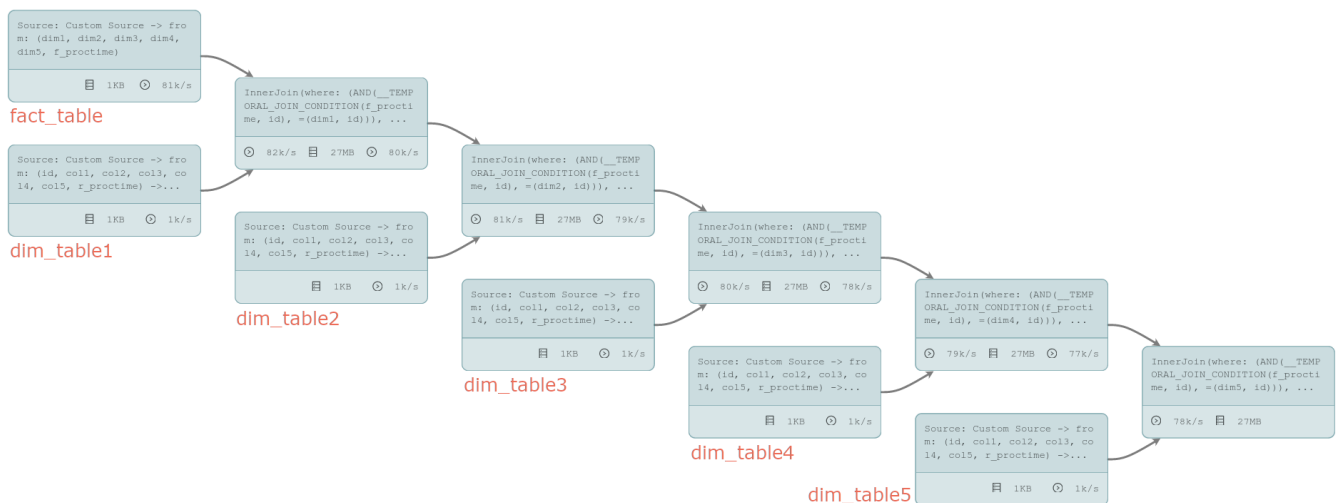 Source: Custom Source -> fro
m: (dim1, dim2, dim3, dim4,
dim5, f_proctime)
1KB 81k/s
fact_table
Source: Custom Source -> fro
m: (id, col1, col2, col3, co
l4, col5, r_proctime) ->...
1KB 1k/s
dim_table1
InnerJoin(where: (AND(__TEMP
ORAL_JOIN_CONDITION(f_procti
me, id), =(dim1, id))), ...
82k/s 27MB 80k/s
Source: Custom Source -> fro
m: (id, col1, col2, col3, co
l4, col5, r_proctime) ->...
1KB 1k/s
dim_table2
InnerJoin(where: (AND(__TEMP
ORAL_JOIN_CONDITION(f_procti
me, id), =(dim2, id))), ...
81k/s 27MB 79k/s
Source: Custom Source -> fro
m: (id, col1, col2, col3, co
l4, col5, r_proctime) ->...
1KB 1k/s
dim_table3
InnerJoin(where: (AND(__TEMP
ORAL_JOIN_CONDITION(f_procti
me, id), =(dim3, id))), ...
80k/s 27MB 78k/s
Source: Custom Source -> fro
m: (id, col1, col2, col3, co
l4, col5, r_proctime) ->...
1KB 1k/s
dim_table4
InnerJoin(where: (AND(__TEMP
ORAL_JOIN_CONDITION(f_procti
me, id), =(dim4, id))), ...
79k/s 27MB 77k/s
Source: Custom Source -> fro
m: (id, col1, col2, col3, co
l4, col5, r_proctime) ->...
1KB 1k/s
dim_table5
InnerJoin(where: (AND(__TEMP
ORAL_JOIN_CONDITION(f_procti
me, id), =(dim5, id))), ...
78k/s 27MB